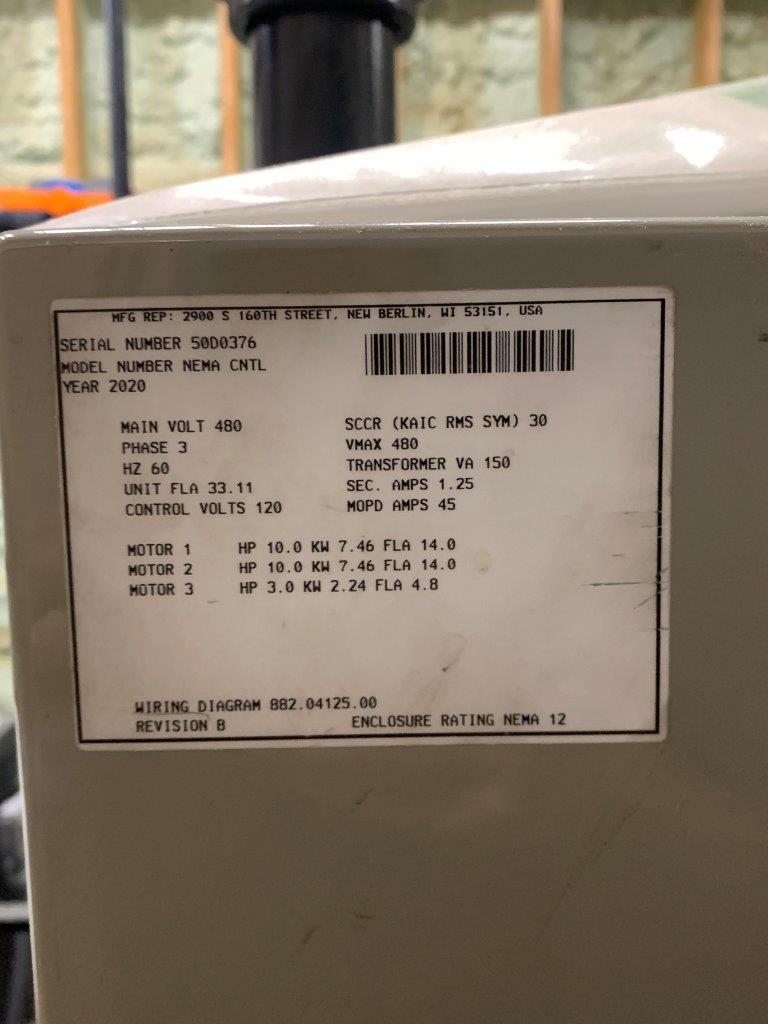 MFG REP: 2900 S 160TH STREET, NEW BERLIN, WI 53151, USA
SERIAL NUMBER 50D0376
MODEL NUMBER NEMA CNTL
YEAR 2020
MAIN VOLT 480 SCCR (KAIC RMS SYM) 30
PHASE 3 VMAX 480
HZ 60 TRANSFORMER VA 150
UNIT FLA 33.11 SEC. AMPS 1.25
CONTROL VOLTS 120 MOPD AMPS 45
MOTOR 1 HP 10.0 KW 7.46 FLA 14.0
MOTOR 2 HP 10.0 KW 7.46 FLA 14.0
MOTOR 3 HP 3.0 KW 2.24 FLA 4.8
WIRING DIAGRAM 882.04125.00
REVISION B ENCLOSURE RATING NEMA 12